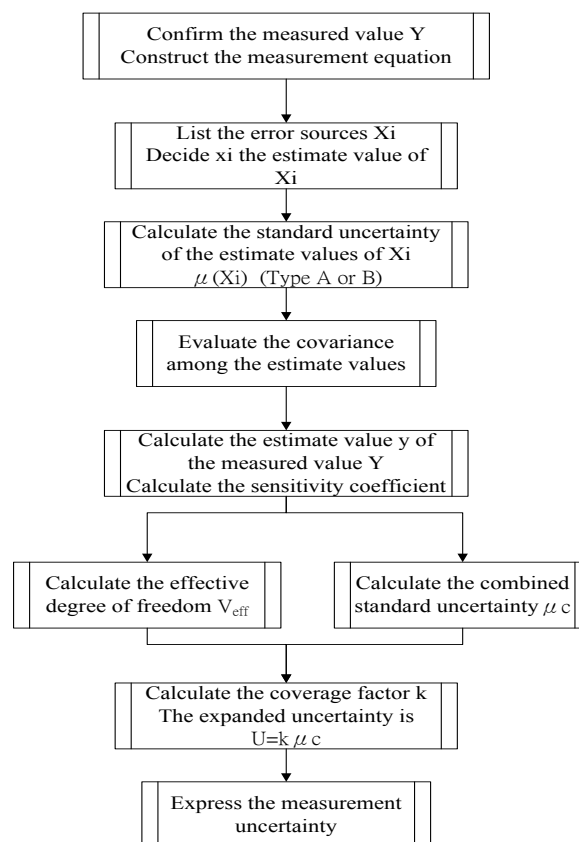 Confirm the measured value Y
Construct the measurement equation
List the error sources Xi
Decide xi the estimate value of
Xi
Calculate the standard uncertainty
of the estimate values of Xi
μ(Xi) (Type A or B)
Evaluate the covariance
among the estimate values
Calculate the estimate value y of
the measured value Y
Calculate the sensitivity coefficient
Calculate the effective
degree of freedom Veff
Calculate the combined
standard uncertainty μc
Calculate the coverage factor k
The expanded uncertainty is
U=kμc
Express the measurement
uncertainty